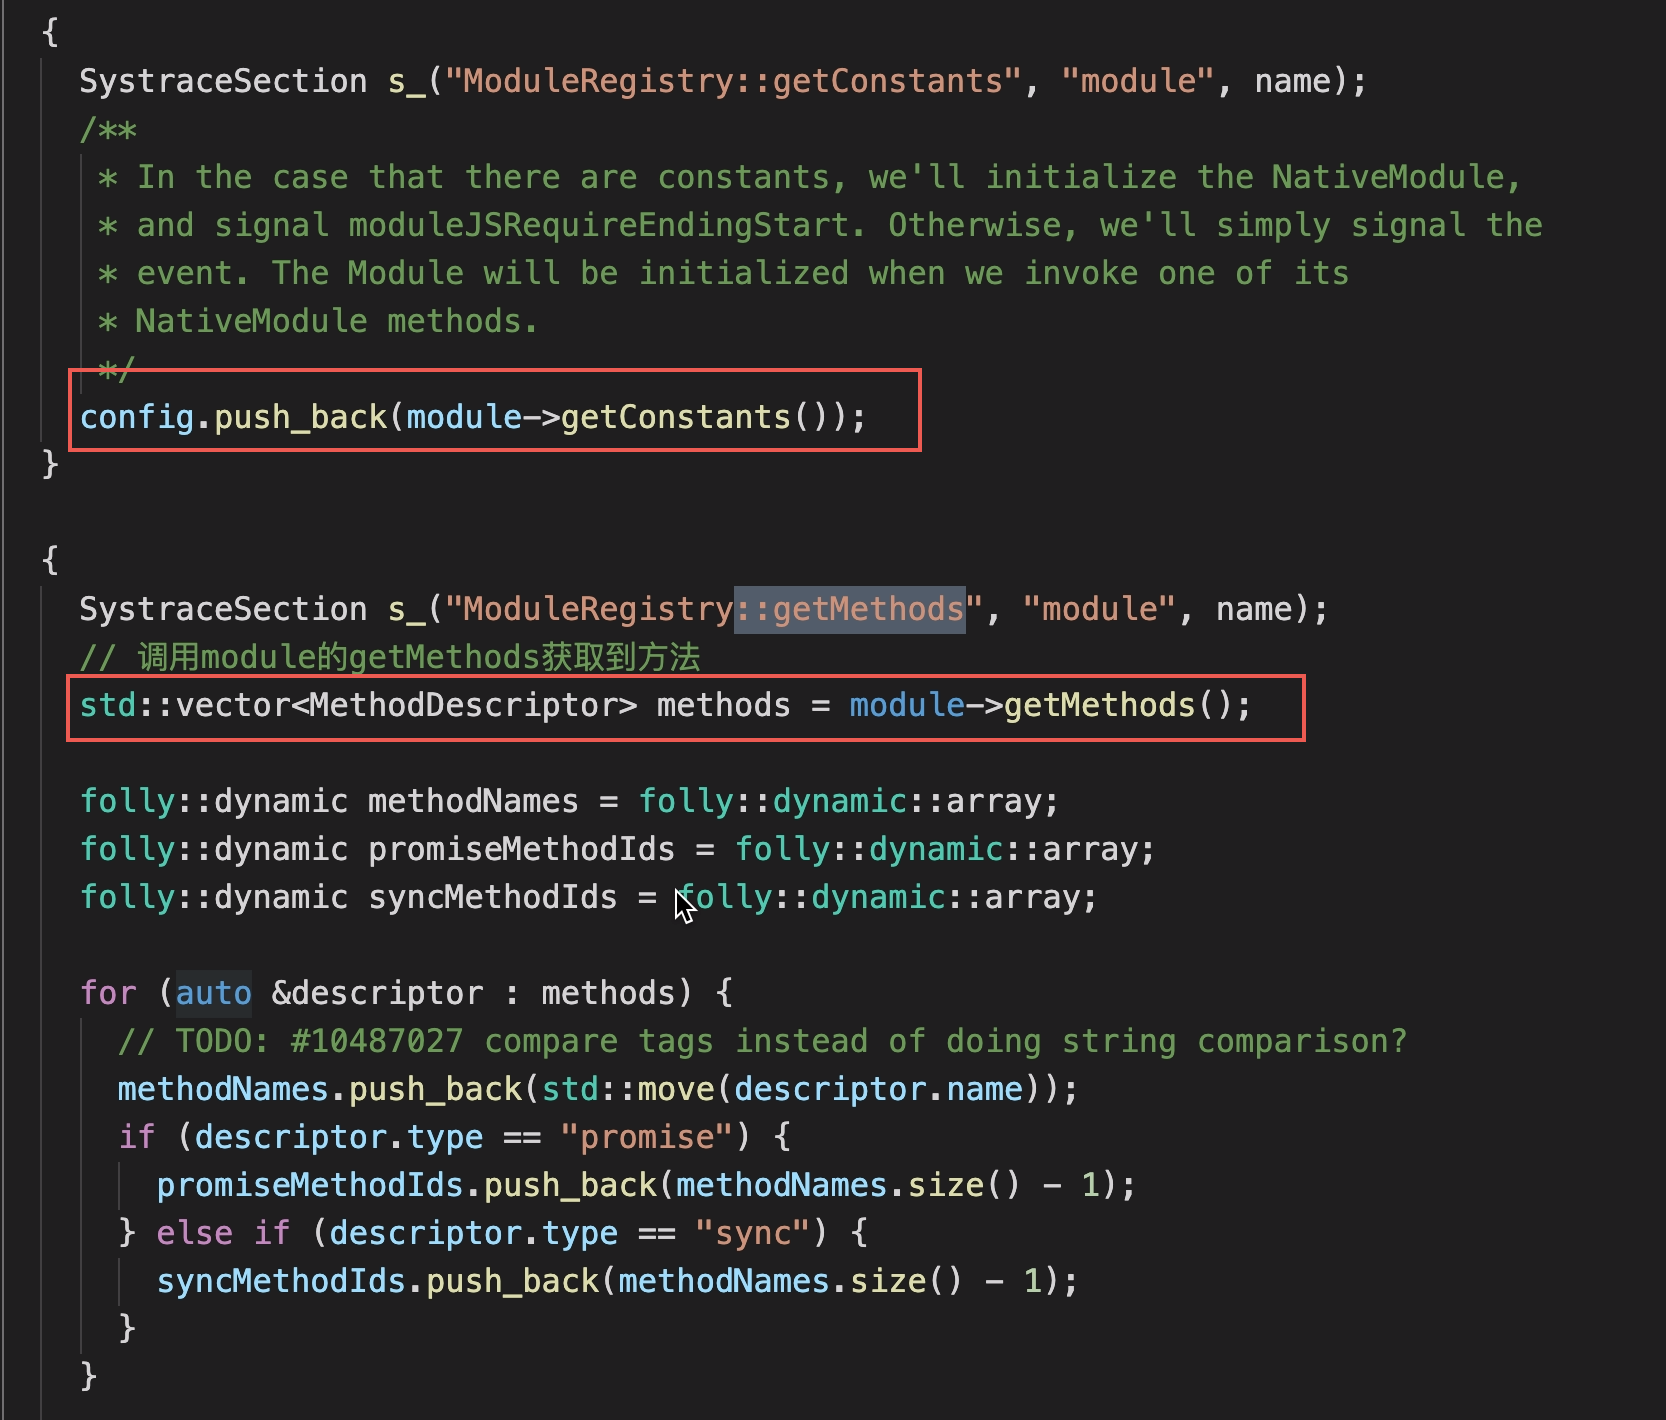 {
SystraceSection s_("ModuleRegistry::getConstants", "module", name);
/**
* In the case that there are constants, we'll initialize the NativeModule,
* and signal moduleJSRequireEndingStart. Otherwise, we'll simply signal the
* event. The Module will be initialized when we invoke one of its
* NativeModule methods.
*/
config.push_back(module->getConstants());
}
{
SystraceSection s_("ModuleRegistry::getMethods", "module", name);
// 调用module的getMethods获取到方法
std::vector<MethodDescriptor> methods = module->getMethods();
folly::dynamic methodNames = folly::dynamic::array;
folly::dynamic promiseMethodIds = folly::dynamic::array;
folly::dynamic syncMethodIds = folly::dynamic::array;
for (auto &descriptor : methods) {
// TODO: #10487027 compare tags instead of doing string comparison?
methodNames.push_back(std::move(descriptor.name));
if (descriptor.type == "promise") {
promiseMethodIds.push_back(methodNames.size() - 1);
} else if (descriptor.type == "sync") {
syncMethodIds.push_back(methodNames.size() - 1);
}
}